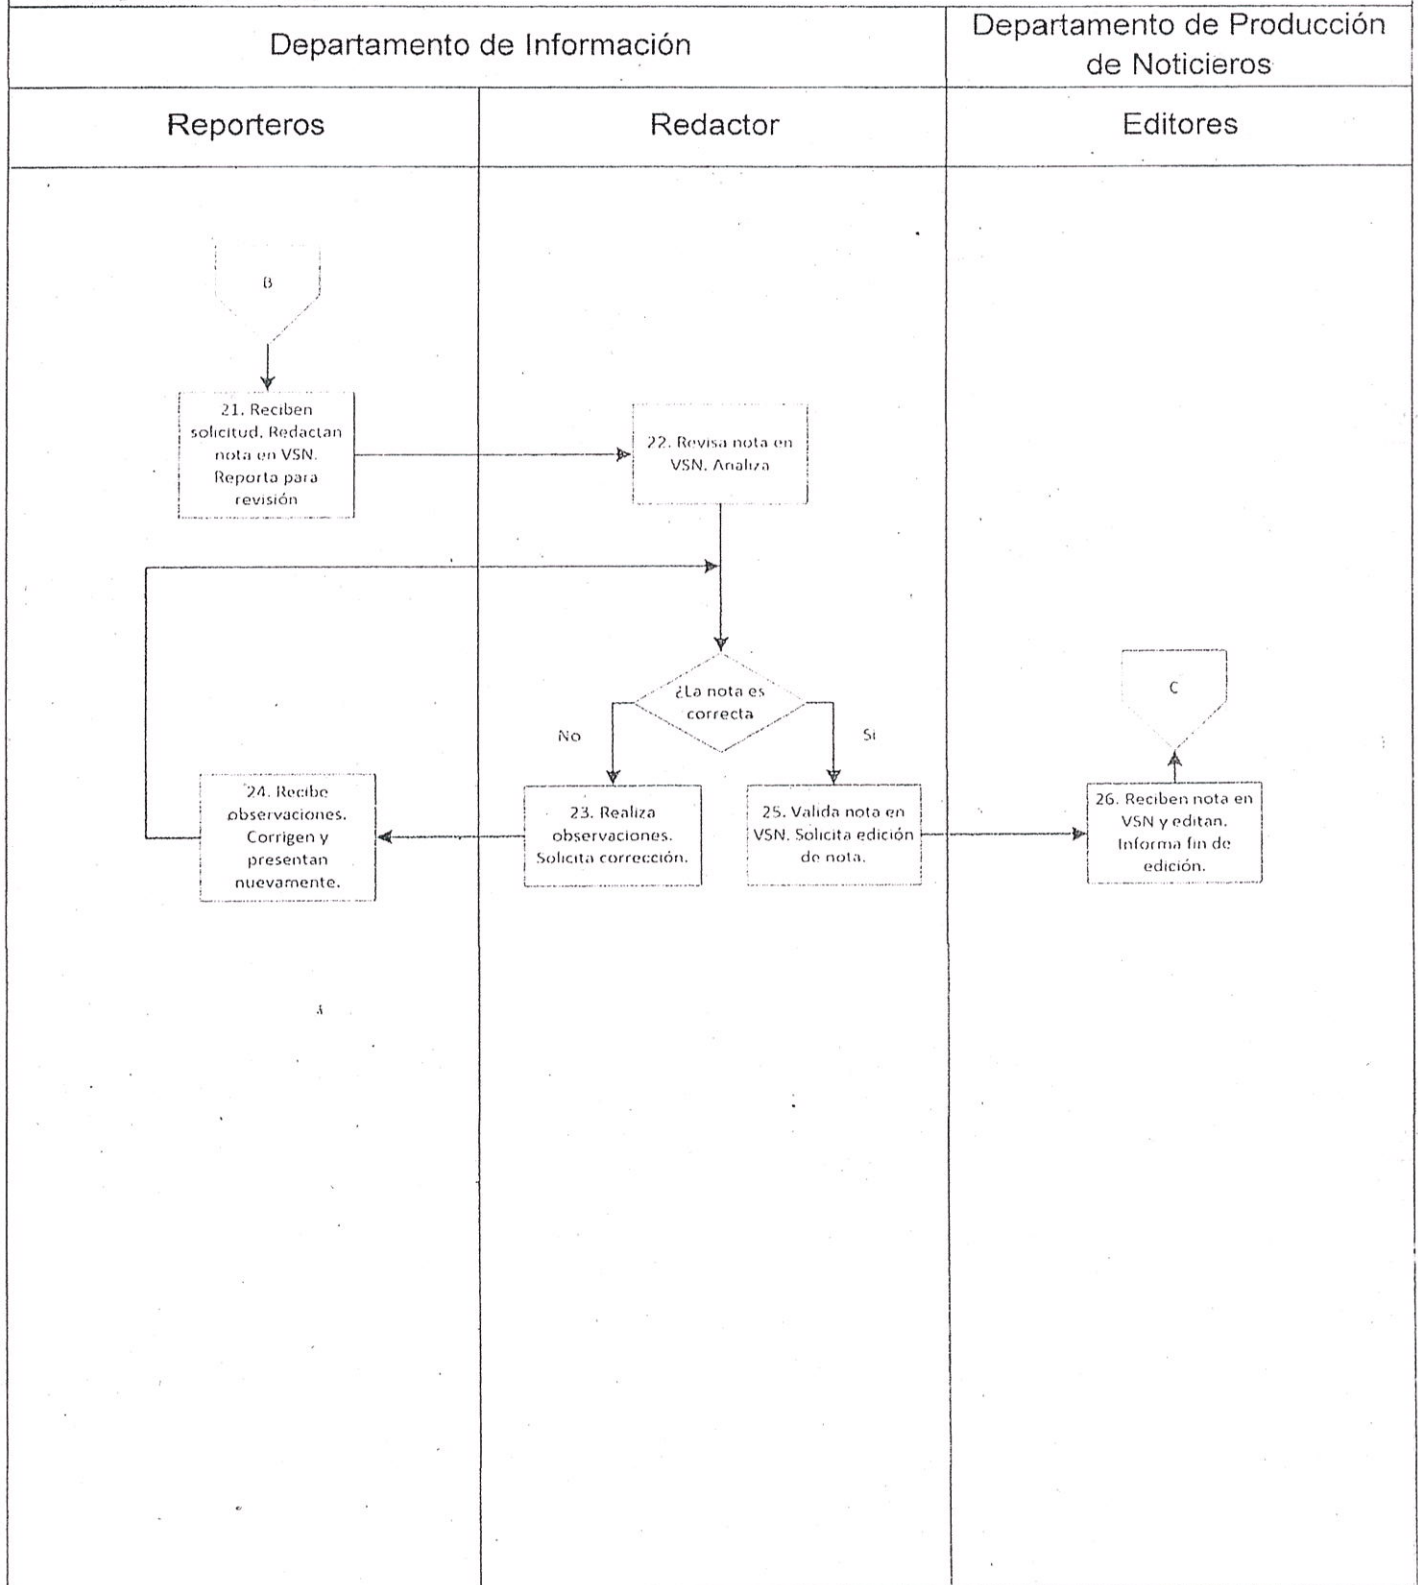 Departamento de Información
Departamento de Producción
de Noticieros
Reporteros
Redactor
Editores
B
21. Reciben
solicitud. Redactan
nota en VSN.
Reporta para
revisión
22. Revisa nota en
VSN. Analiza
¿La nota es
correcta
No
Si
C
24. Recibe
observaciones.
Corrigen y
presentan
nuevamente.
23. Realiza
observaciones.
Solicita corrección.
25. Valida nota en
VSN. Solicita edición
de nota.
26. Reciben nota en
VSN y editan.
Informa fin de
edición.